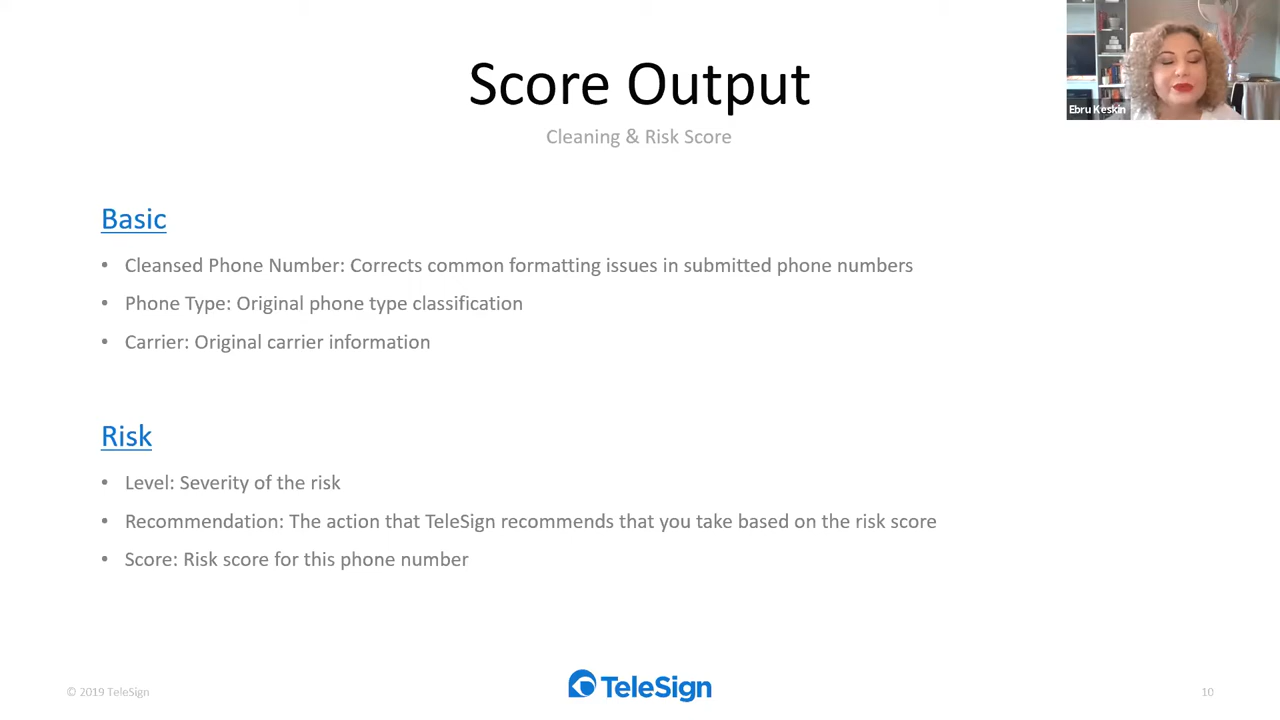 Score Output
Cleaning & Risk Score
Ebru Keskin
Basic
• Cleansed Phone Number: Corrects common formatting issues in submitted phone numbers
• Phone Type: Original phone type classification
• Carrier: Original carrier information
Risk
• Level: Severity of the risk
• Recommendation: The action that TeleSign recommends that you take based on the risk score
• Score: Risk score for this phone number
© 2019 TeleSign
TeleSign
10